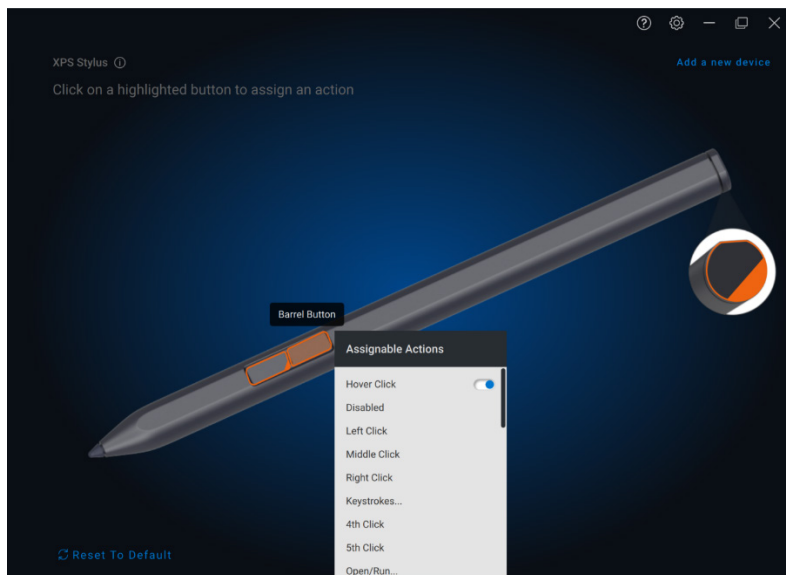 XPS Stylus
Add a new device
Click on a highlighted button to assign an action
Barrel Button
Assignable Actions
Hover Click
Disabled
Left Click
Middle Click
Right Click
Keystrokes...
4th Click
5th Click
Open/Run...
Reset To Default